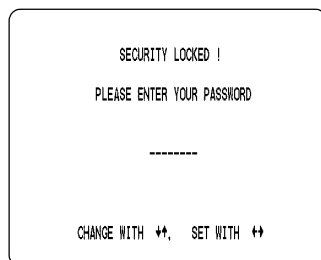 SECURITY LOCKED !
PLEASE ENTER YOUR PASSWORD
--------
CHANGE WITH ↓↑, SET WITH ←→